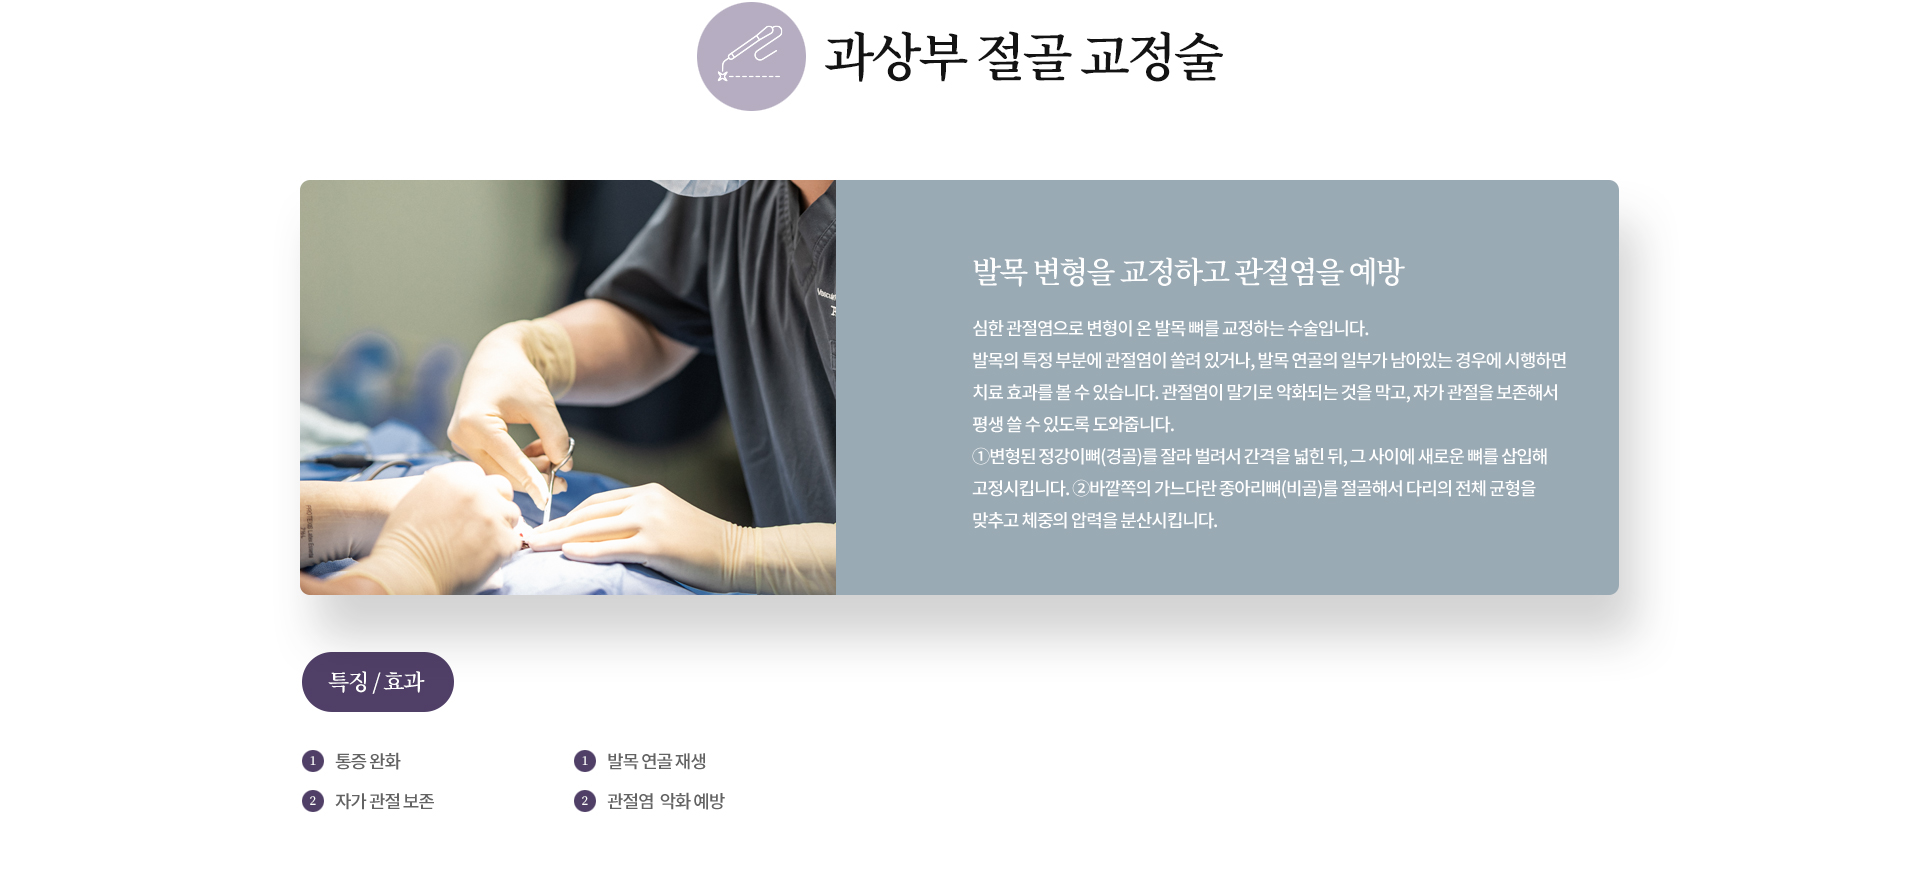 과상부 절골 교정술
발목 변형을 교정하고 관절염을 예방
심한 관절염으로 변형이 온 발목 뼈를 교정하는 수술입니다.
발목의 특정 부분에 관절염이 쏠려 있거나, 발목 연골의 일부가 남아있는 경우에 시행하면
치료 효과를 볼 수 있습니다. 관절염이 말기로 악화되는 것을 막고, 자가 관절을 보존해서
평생 쓸 수 있도록 도와줍니다.
①변형된 정강이뼈(경골)를 잘라 벌려서 간격을 넓힌 뒤, 그 사이에 새로운 뼈를 삽입해
고정시킵니다. ②바깥쪽의 가느다란 종아리뼈(비골)를 절골해서 다리의 전체 균형을
맞추고 체중의 압력을 분산시킵니다.
특징 / 효과
1 통증 완화
2 자가 관절 보존
1 발목 연골 재생
2 관절염 악화 예방